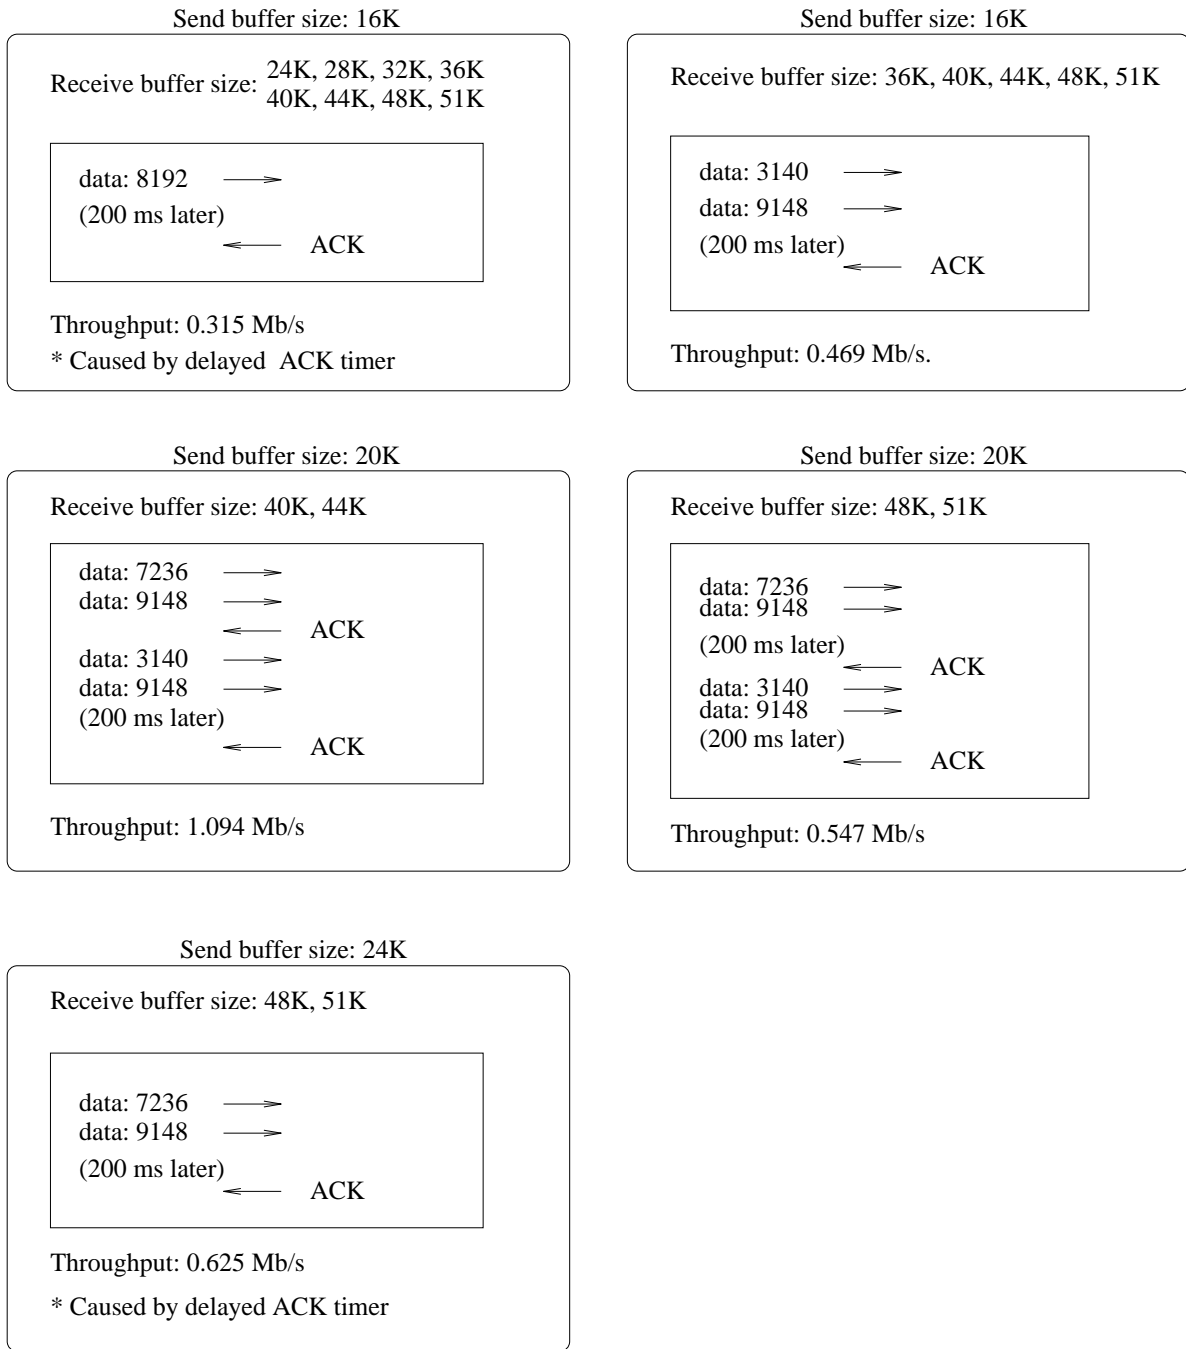 Send buffer size: 16K
Receive buffer size: 24K, 28K, 32K, 36K
40K, 44K, 48K, 51K
data: 8192
(200 ms later)
ACK
Throughput: 0.315 Mb/s
* Caused by delayed ACK timer
Send buffer size: 16K
Receive buffer size: 36K, 40K, 44K, 48K, 51K
data: 3140
data: 9148
(200 ms later)
ACK
Throughput: 0.469 Mb/s.
Send buffer size: 20K
Receive buffer size: 40K, 44K
data: 7236
data: 9148
ACK
data: 3140
data: 9148
(200 ms later)
ACK
Throughput: 1.094 Mb/s
Send buffer size: 20K
Receive buffer size: 48K, 51K
data: 7236
data: 9148
(200 ms later)
ACK
data: 3140
data: 9148
(200 ms later)
ACK
Throughput: 0.547 Mb/s
Send buffer size: 24K
Receive buffer size: 48K, 51K
data: 7236
data: 9148
(200 ms later)
ACK
Throughput: 0.625 Mb/s
* Caused by delayed ACK timer